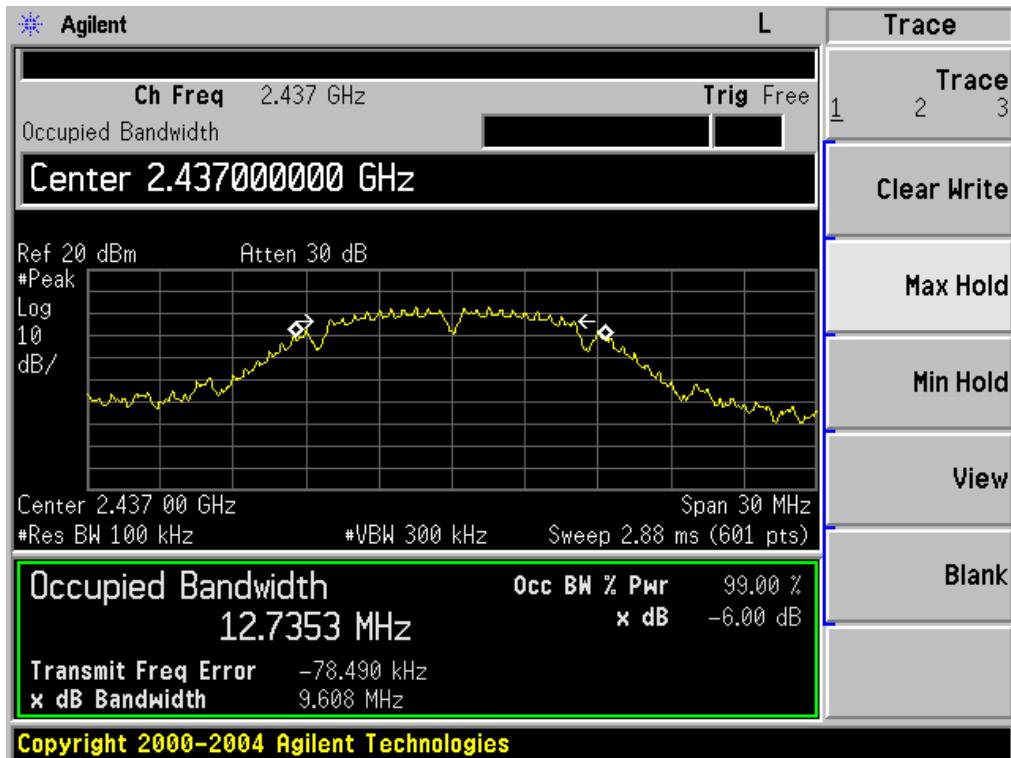 Agilent L Trace
Ch Freq 2.437 GHz Trig Free
Occupied Bandwidth
Center 2.437000000 GHz
Ref 20 dBm Atten 30 dB
#Peak
Log
10
dB/
Center 2.437 00 GHz Span 30 MHz
#Res BW 100 kHz #VBW 300 kHz Sweep 2.88 ms (601 pts)
Occupied Bandwidth Occ BW % Pwr 99.00 %
12.7353 MHz x dB -6.00 dB
Transmit Freq Error -78.490 kHz
x dB Bandwidth 9.608 MHz
Copyright 2000-2004 Agilent Technologies
Trace
1 2 3
Clear Write
Max Hold
Min Hold
View
Blank